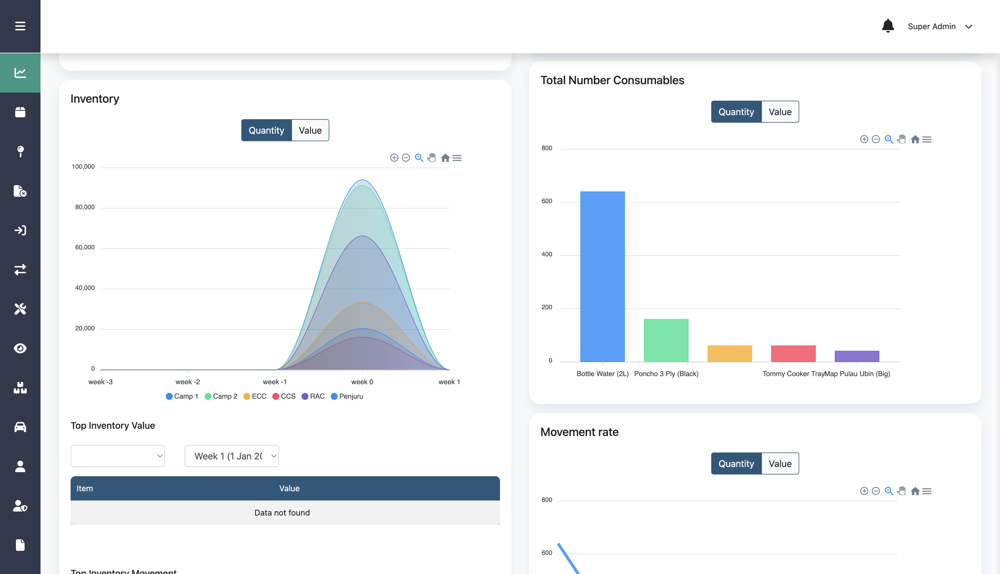 Super Admin
Inventory
Quantity Value
100,000
80,000
60,000
40,000
20,000
0
week -3 week -2 week -1 week 0 week 1
Camp 1 Camp 2 ECC CCS RAC Penjuru
Top Inventory Value
Week 1 (1 Jan 20
Item Value
Data not found
Top Inventory Movement
Total Number Consumables
Quantity Value
800
600
400
200
0
Bottle Water (2L) Poncho 3 Ply (Black) Tommy Cooker Tray Map Pulau Ubin (Big)
Movement rate
Quantity Value
800
600